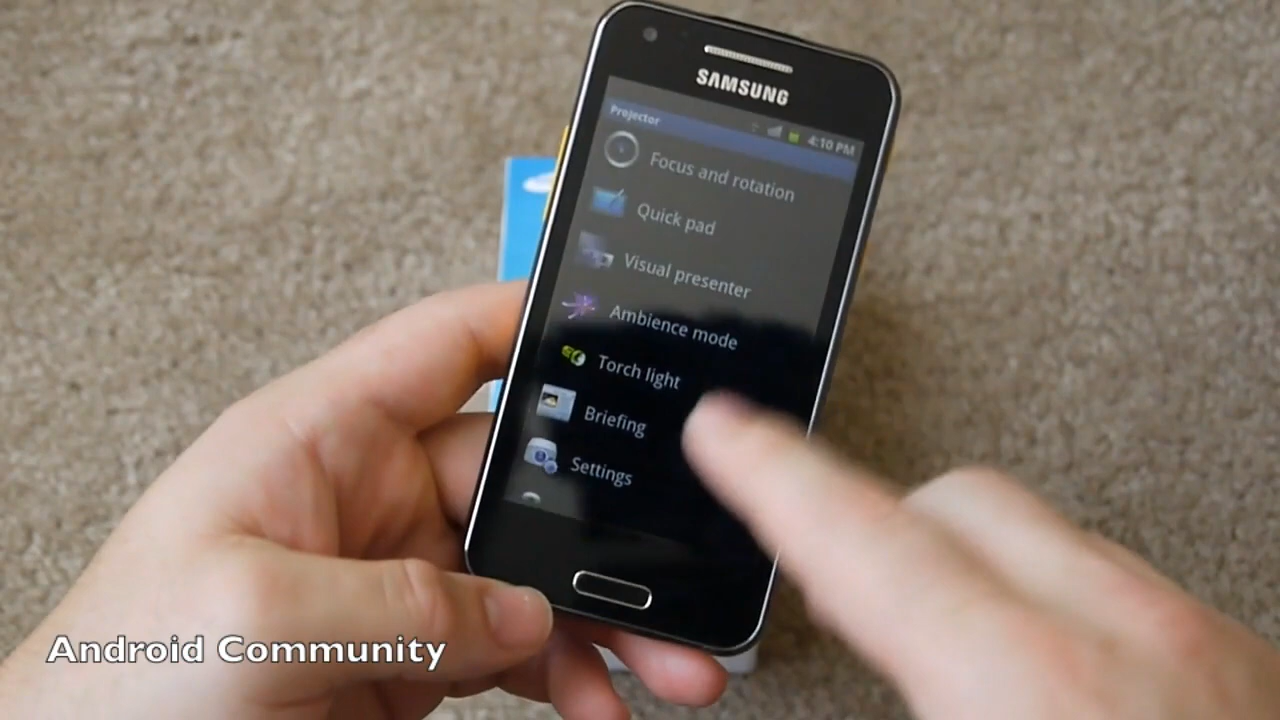 SAMSUNG
Projector
4:10 PM
Focus and rotation
Quick pad
Visual presenter
Ambience mode
Torch light
Briefing
Settings
Android Community